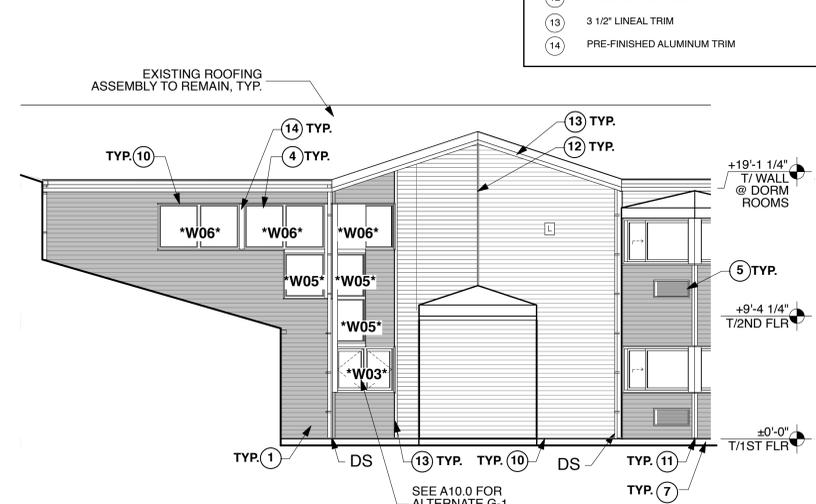 13 3 1/2" LINEAL TRIM
14 PRE-FINISHED ALUMINUM TRIM
EXISTING ROOFING
ASSEMBLY TO REMAIN, TYP.
14 TYP.
TYP. 10
4 TYP.
13 TYP.
12 TYP.
+19'-1 1/4"
T/ WALL
@ DORM
ROOMS
*W06* *W06* *W06*
L
*W05* *W05*
5 TYP.
*W05*
+9'-4 1/4"
T/2ND FLR
*W03*
±0'-0"
T/1ST FLR
TYP. 1
DS
13 TYP.
TYP. 10
DS
TYP. 11
TYP. 7
SEE A10.0 FOR
ALTERNATE G-1